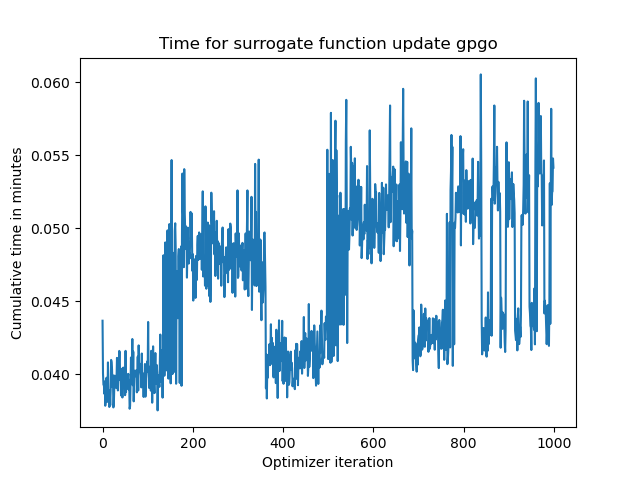 Time for surrogate function update gpgo
0.060
0.055
0.050
0.045
0.040
Cumulative time in minutes
0 200 400 600 800 1000
Optimizer iteration